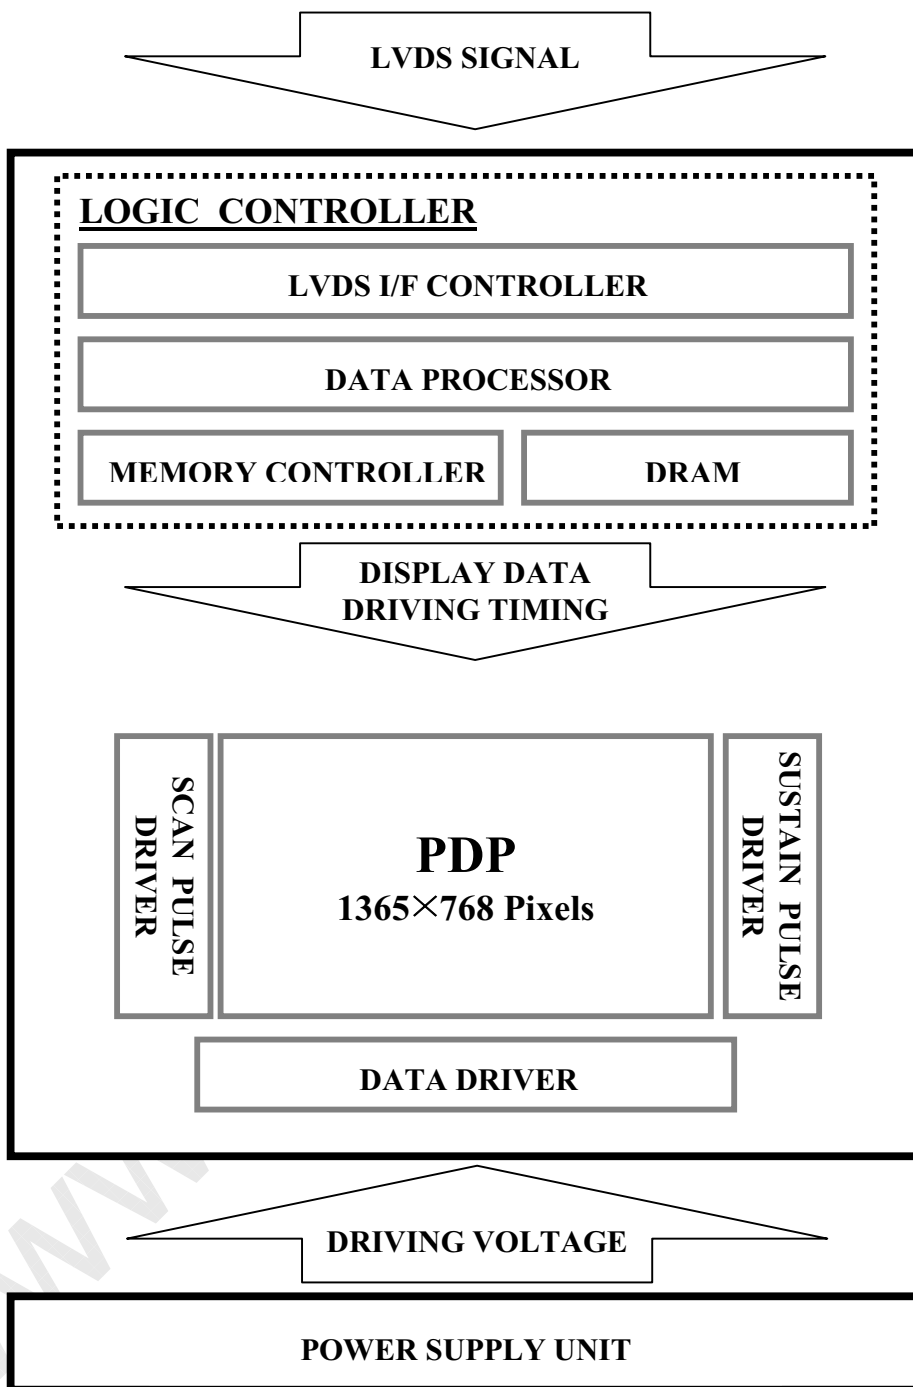 LVDS SIGNAL
LOGIC CONTROLLER
LVDS I/F CONTROLLER
DATA PROCESSOR
MEMORY CONTROLLER
DRAM
DISPLAY DATA
DRIVING TIMING
SCAN PULSE
DRIVER
PDP
1365×768 Pixels
SUSTAIN PULSE
DRIVER
DATA DRIVER
DRIVING VOLTAGE
POWER SUPPLY UNIT